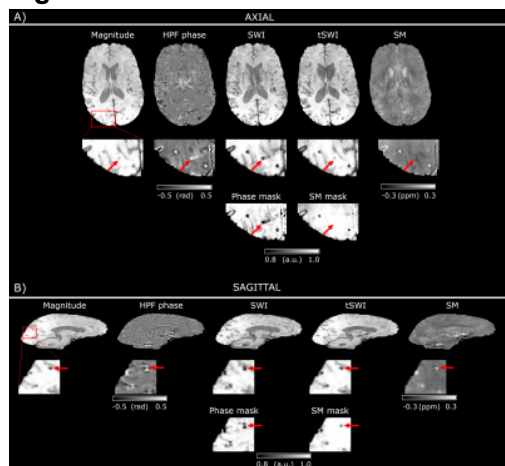 A) AXIAL
Magnitude HPF phase SWI tSWI SM
-0.5 (rad) 0.5
-0.3 (ppm) 0.3
Phase mask SM mask
0.8 (a.u.) 1.0
B) SAGITTAL
Magnitude HPF phase SWI tSWI SM
-0.5 (rad) 0.5
-0.3 (ppm) 0.3
Phase mask SM mask
0.8 (a.u.) 1.0